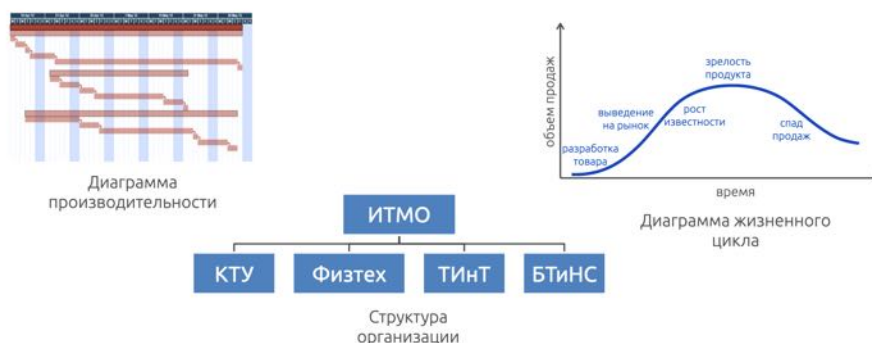 Диаграмма
производительности
объем продаж
разработка
товара
выведение
на рынок
рост
известности
зрелость
продукта
спад
продаж
время
Диаграмма жизненного
цикла
ИТМО
КТУ
Физтех
ТИнТ
БТиНС
Структура
организации